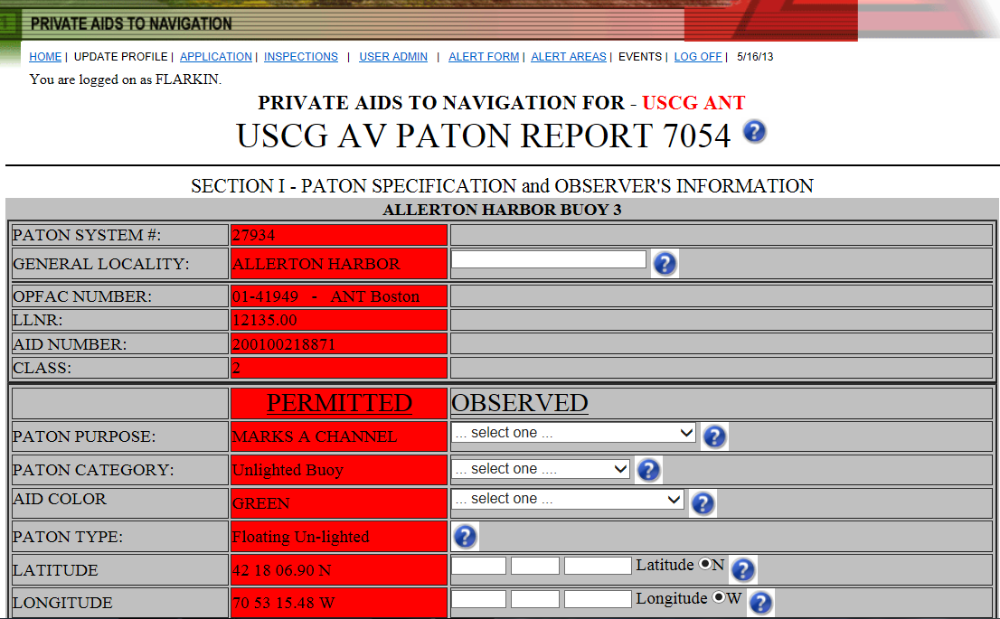 PRIVATE AIDS TO NAVIGATION
HOME | UPDATE PROFILE | APPLICATION | INSPECTIONS | USER ADMIN | ALERT FORM | ALERT AREAS | EVENTS | LOG OFF | 5/16/13
You are logged on as FLARKIN.
PRIVATE AIDS TO NAVIGATION FOR - USCG ANT
USCG AV PATON REPORT 7054 ?
SECTION I - PATON SPECIFICATION and OBSERVER'S INFORMATION
ALLERTON HARBOR BUOY 3
PATON SYSTEM #: 27934
GENERAL LOCALITY: ALLERTON HARBOR ?
OPFAC NUMBER: 01-41949 - ANT Boston
LLNR: 12135.00
AID NUMBER: 200100218871
CLASS: 2
PERMITTED OBSERVED
PATON PURPOSE: MARKS A CHANNEL ... select one ... ?
PATON CATEGORY: Unlighted Buoy ... select one .... ?
AID COLOR GREEN ... select one ... ?
PATON TYPE: Floating Un-lighted ?
LATITUDE 42 18 06.90 N Latitude N ?
LONGITUDE 70 53 15.48 W Longitude W ?